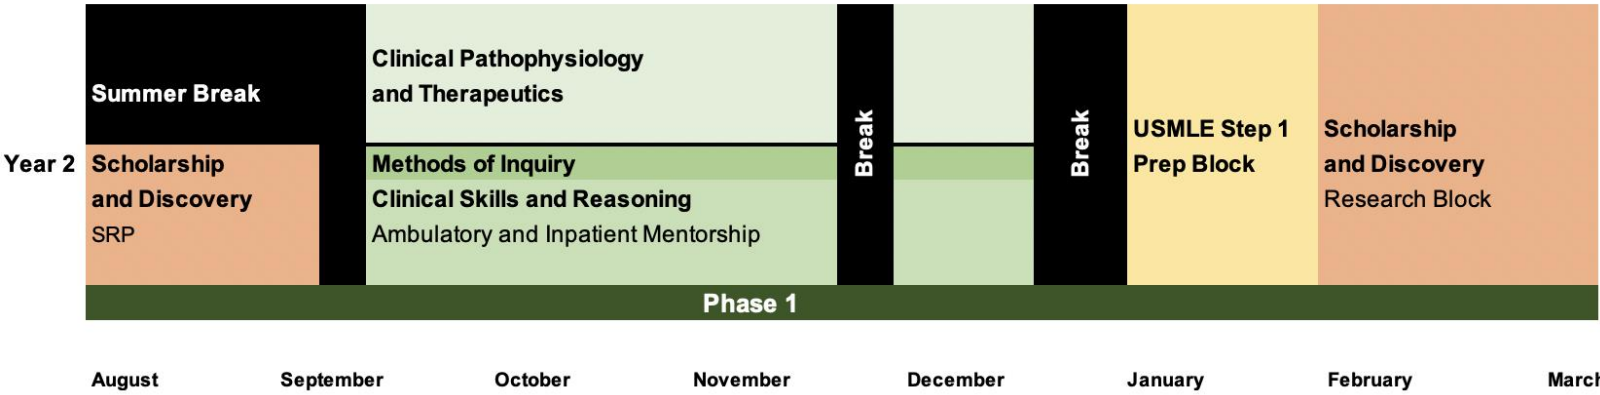 Year 2
Summer Break
Scholarship
and Discovery
SRP
Clinical Pathophysiology
and Therapeutics
Methods of Inquiry
Clinical Skills and Reasoning
Ambulatory and Inpatient Mentorship
Break
Break
USMLE Step 1
Prep Block
Scholarship
and Discovery
Research Block
Phase 1
August September October November December January February March